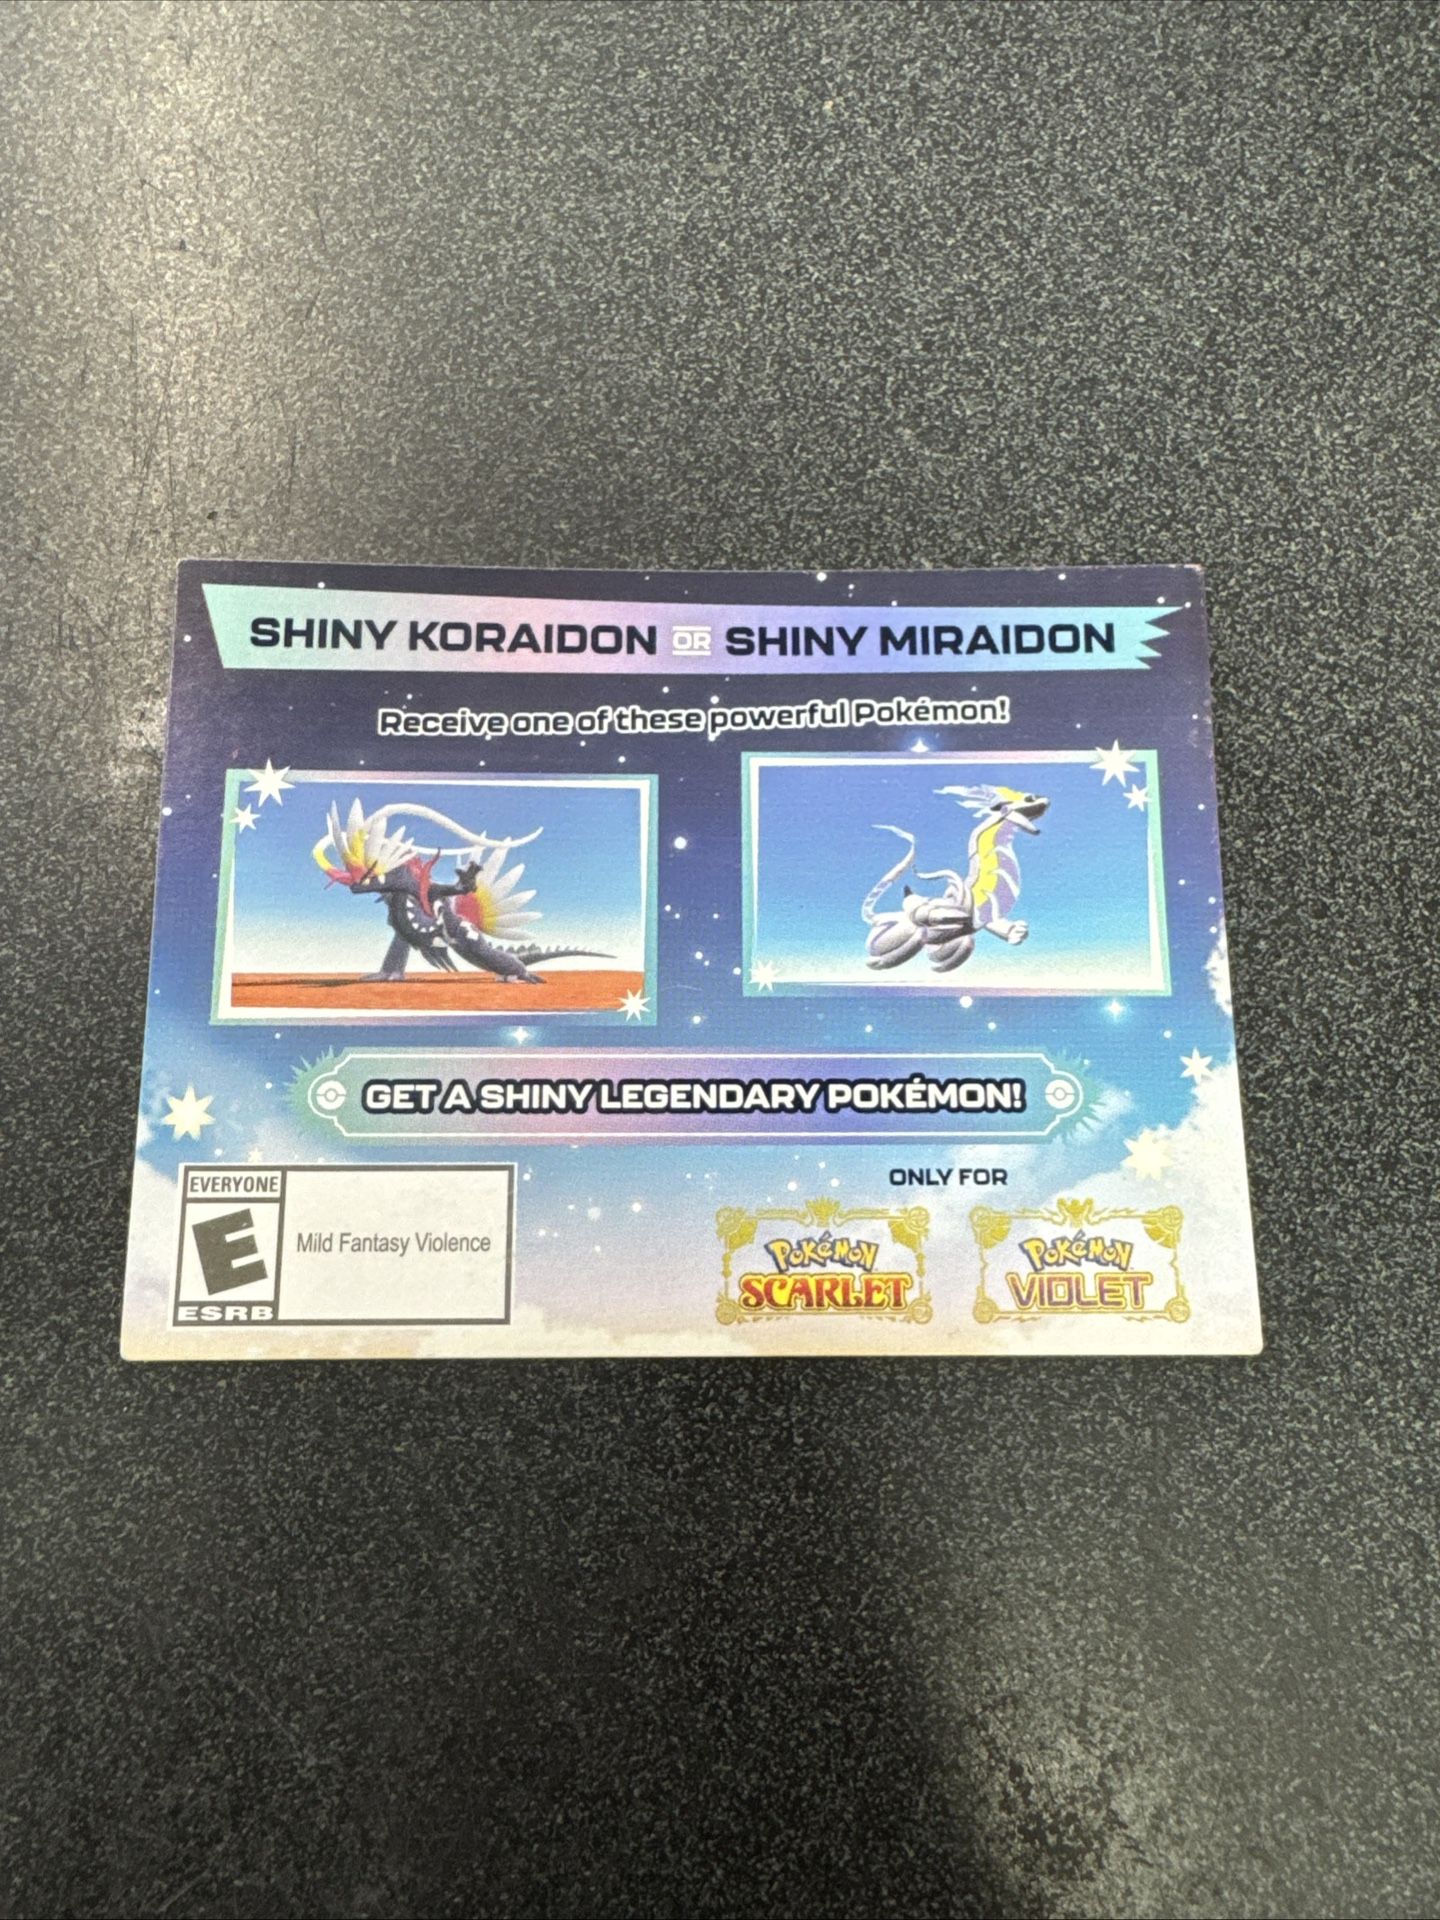 SHINY KORAIDON OR SHINY MIRAIDON
Receive one of these powerful Pokémon!
GET A SHINY LEGENDARY POKÉMON!
EVERYONE
E
ESRB
Mild Fantasy Violence
ONLY FOR
POKéMON
SCARLET
POKéMON
VIOLET